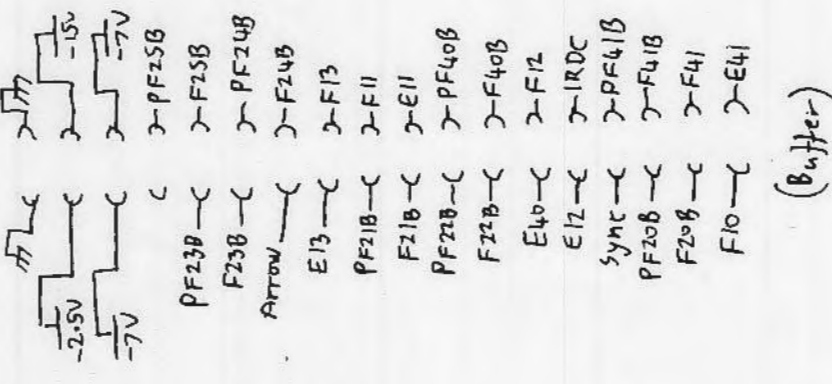 -2.5V -15V
-7V -7V
PF25B
PF23B F25B
F23B PF24B
Arrow F24B
E13 F13
PF21B F11
F21B E11
PF22B PF40B
F22B F40B
E40 F12
E12 IRDC
Sync PF41B
PF20B F41B
F20B F41
F10 E41
(Buffer)